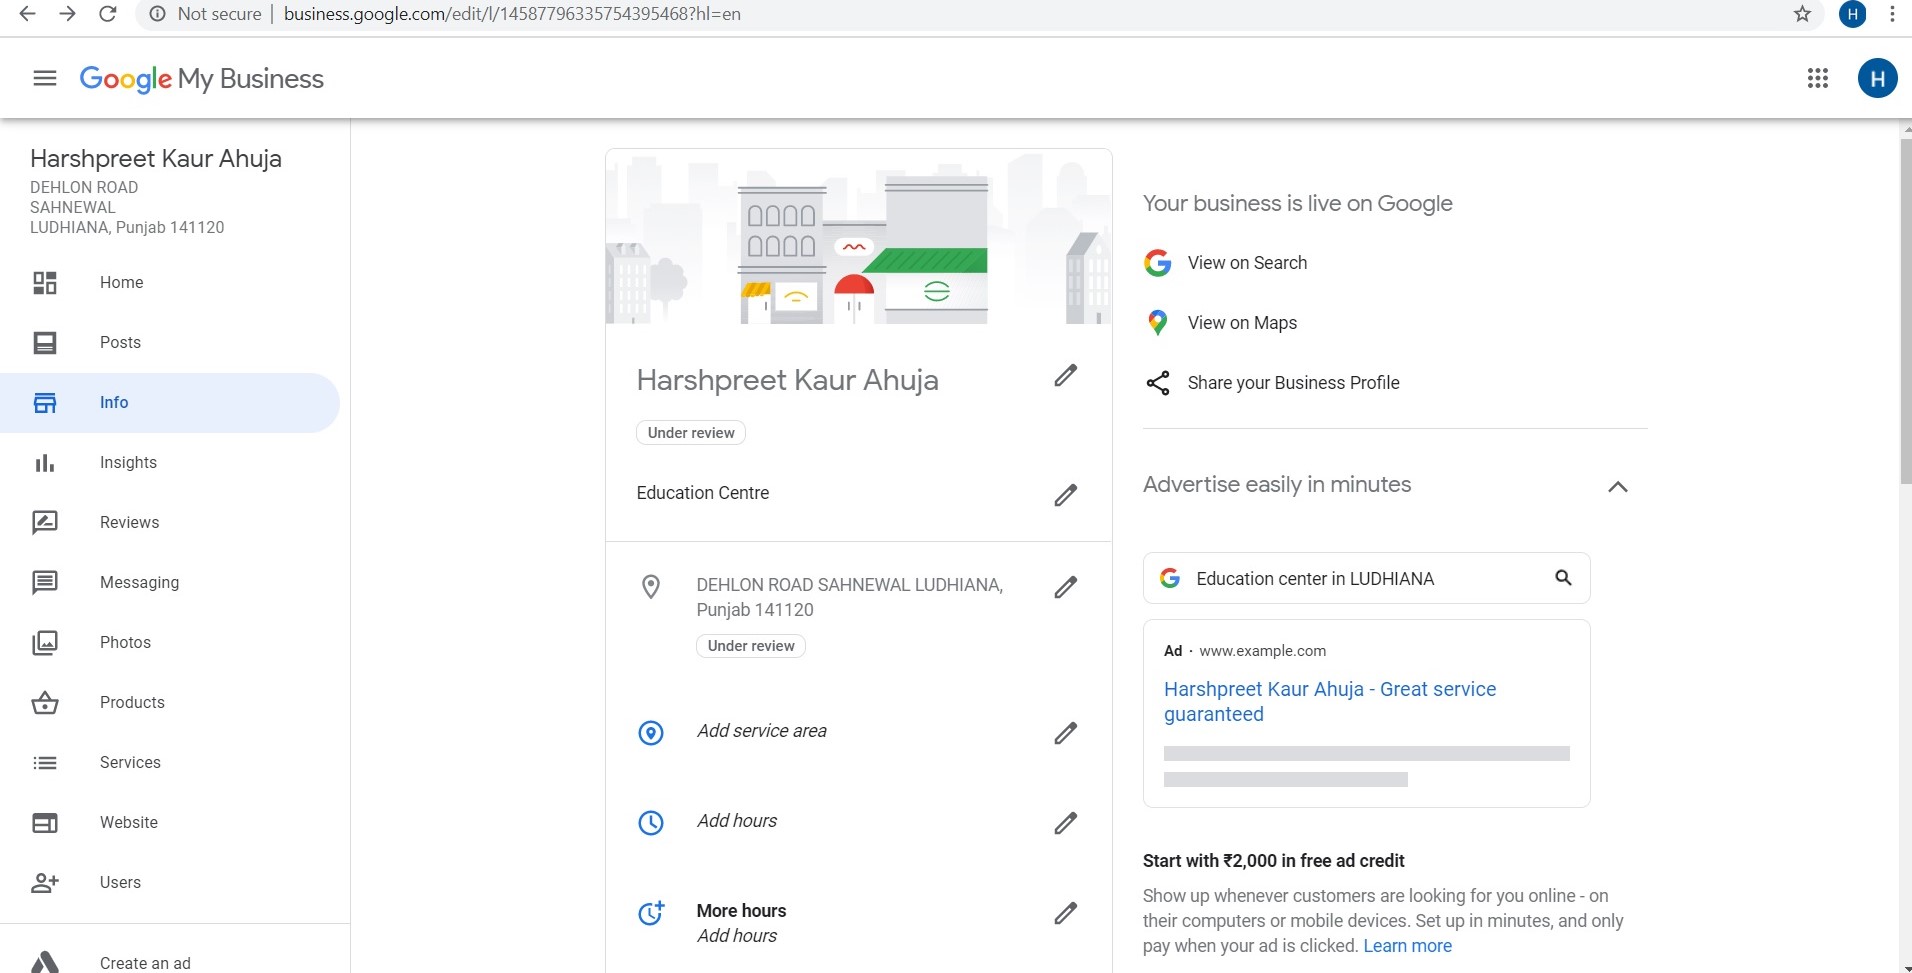 Not secure | business.google.com/edit/l/14587796335754395468?hl=en
H
Google My Business
H
Harshpreet Kaur Ahuja
DEHLON ROAD
SAHNEWAL
LUDHIANA, Punjab 141120
Home
Posts
Info
Insights
Reviews
Messaging
Photos
Products
Services
Website
Users
Create an ad
Harshpreet Kaur Ahuja
Under review
Education Centre
DEHLON ROAD SAHNEWAL LUDHIANA,
Punjab 141120
Under review
Add service area
Add hours
More hours
Add hours
Your business is live on Google
View on Search
View on Maps
Share your Business Profile
Advertise easily in minutes
Education center in LUDHIANA
Ad · www.example.com
Harshpreet Kaur Ahuja - Great service
guaranteed
Start with ₹2,000 in free ad credit
Show up whenever customers are looking for you online - on
their computers or mobile devices. Set up in minutes, and only
pay when your ad is clicked. Learn more